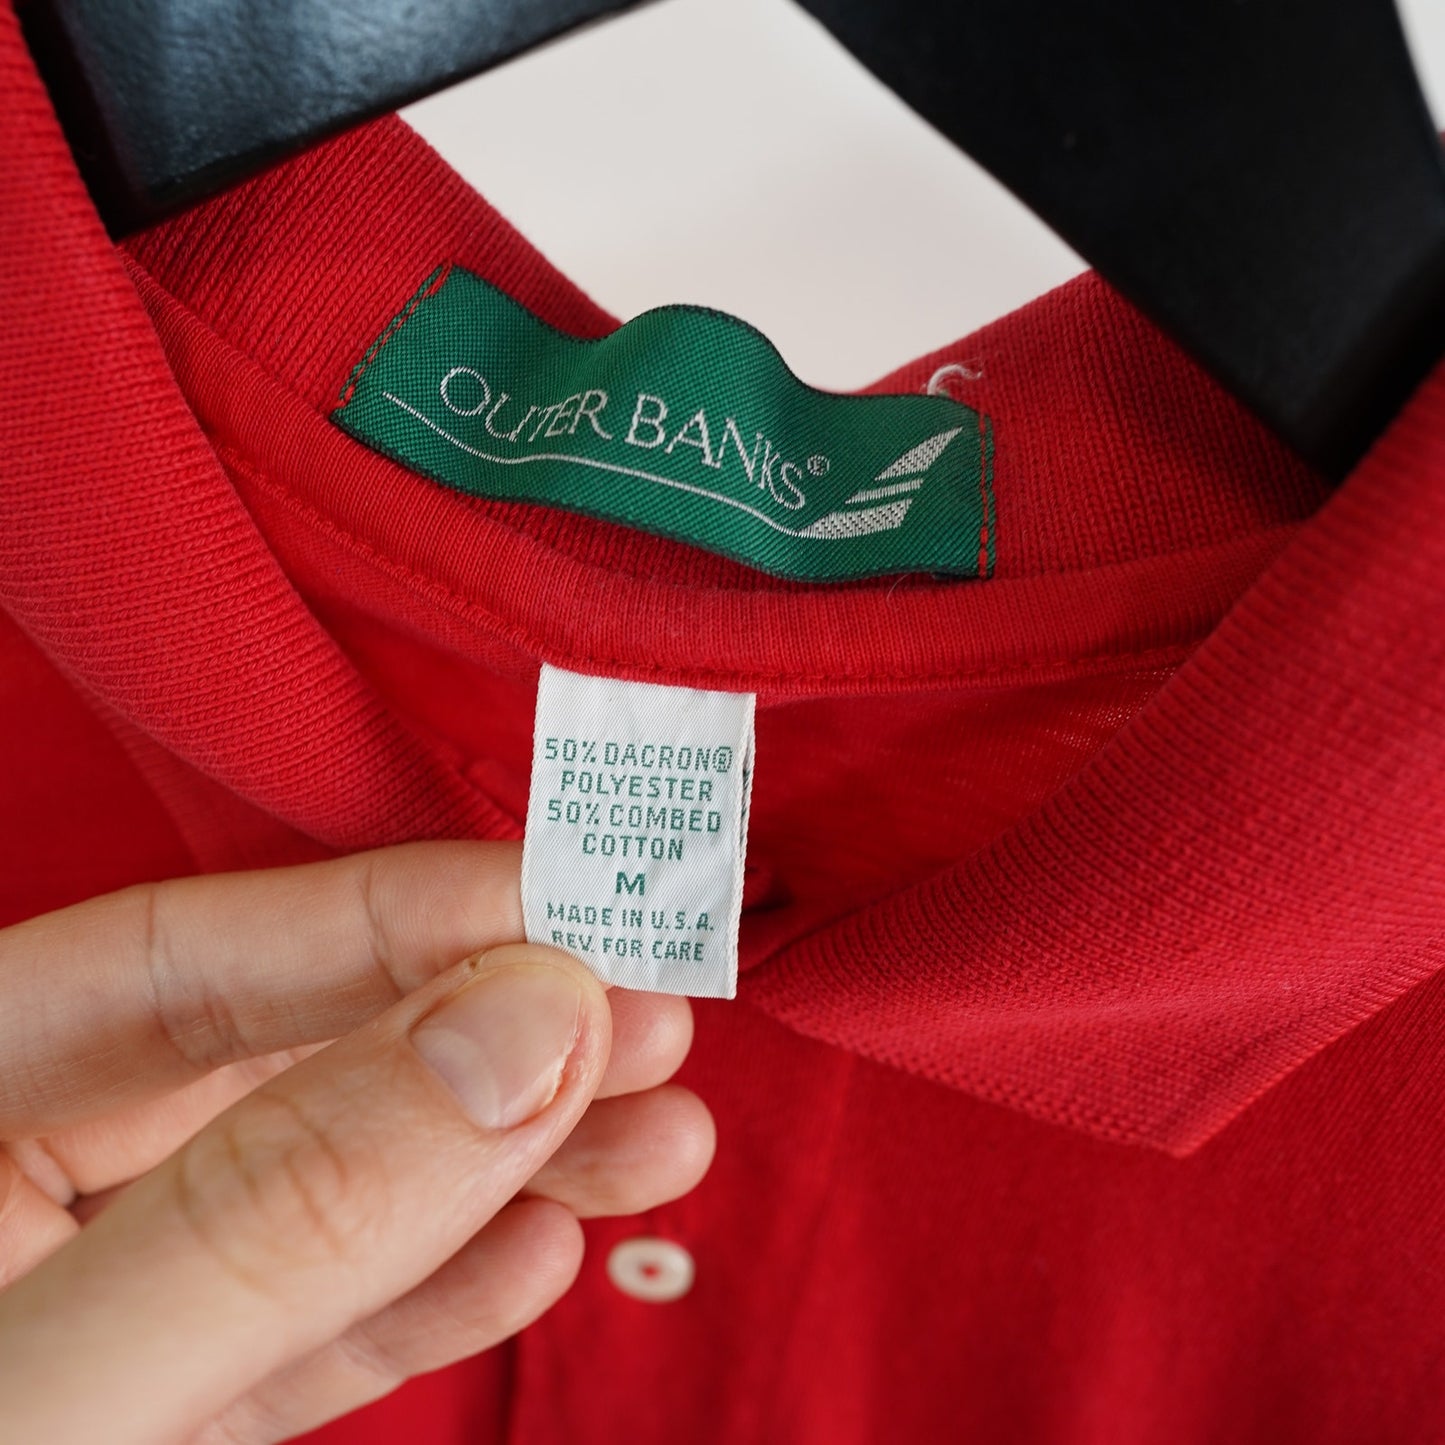 OUTER BANKS®
50% DACRON®
POLYESTER
50% COMBED
COTTON
M
MADE IN U.S.A.
REV. FOR CARE